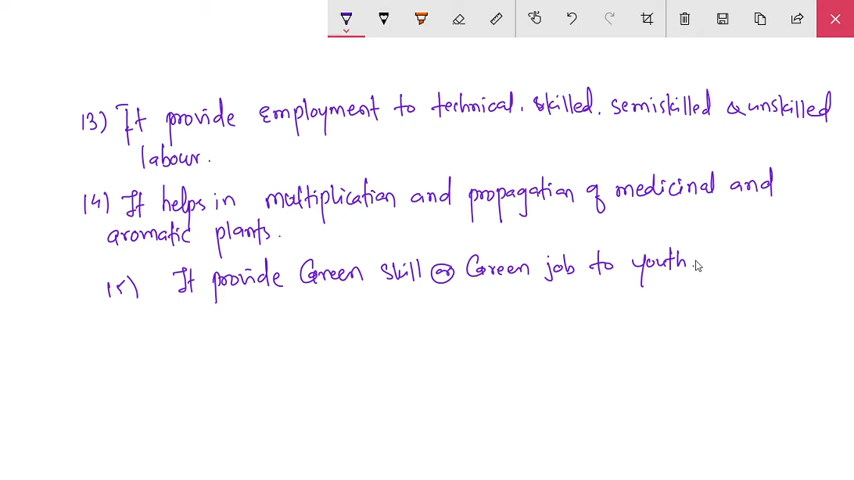 13) It provide employment to technical, skilled, semiskilled & unskilled
labour.
14) It helps in multiplication and propagation of medicinal and
aromatic plants.
15) It provide Green skill or Green job to youth.